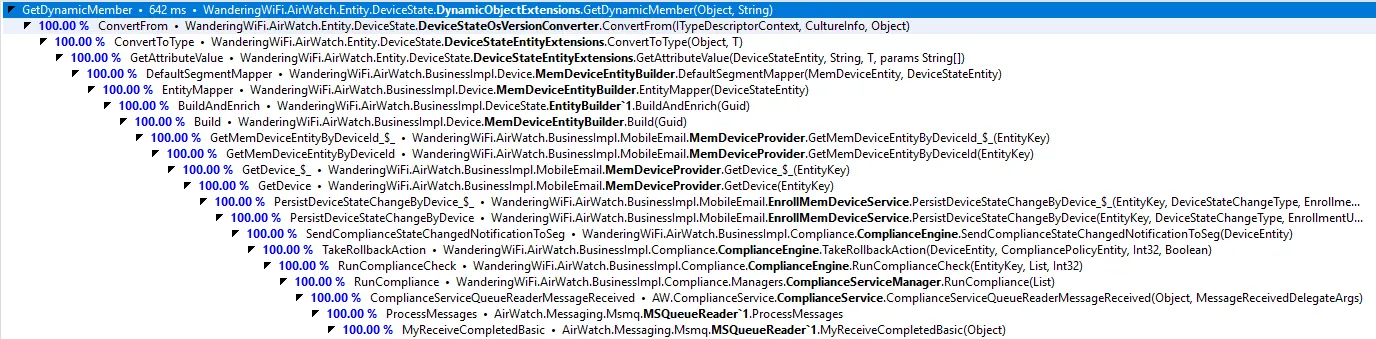 GetDynamicMember • 642 ms • WanderingWiFi.AirWatch.Entity.DeviceState.DynamicObjectExtensions.GetDynamicMember(Object, String)
100.00 % ConvertFrom • WanderingWiFi.AirWatch.Entity.DeviceState.DeviceStateOsVersionConverter.ConvertFrom(ITypeDescriptorContext, CultureInfo, Object)
100.00 % ConvertToType • WanderingWiFi.AirWatch.Entity.DeviceState.DeviceStateEntityExtensions.ConvertToType(Object, T)
100.00 % GetAttributeValue • WanderingWiFi.AirWatch.Entity.DeviceState.DeviceStateEntityExtensions.GetAttributeValue(DeviceStateEntity, String, T, params String[])
100.00 % DefaultSegmentMapper • WanderingWiFi.AirWatch.BusinessImpl.Device.MemDeviceEntityBuilder.DefaultSegmentMapper(MemDeviceEntity, DeviceStateEntity)
100.00 % EntityMapper • WanderingWiFi.AirWatch.BusinessImpl.Device.MemDeviceEntityBuilder.EntityMapper(DeviceStateEntity)
100.00 % BuildAndEnrich • WanderingWiFi.AirWatch.BusinessImpl.DeviceState.EntityBuilder`1.BuildAndEnrich(Guid)
100.00 % Build • WanderingWiFi.AirWatch.BusinessImpl.Device.MemDeviceEntityBuilder.Build(Guid)
100.00 % GetMemDeviceEntityByDeviceId_$_ • WanderingWiFi.AirWatch.BusinessImpl.MobileEmail.MemDeviceProvider.GetMemDeviceEntityByDeviceId_$_(EntityKey)
100.00 % GetMemDeviceEntityByDeviceId • WanderingWiFi.AirWatch.BusinessImpl.MobileEmail.MemDeviceProvider.GetMemDeviceEntityByDeviceId(EntityKey)
100.00 % GetDevice_$_ • WanderingWiFi.AirWatch.BusinessImpl.MobileEmail.MemDeviceProvider.GetDevice_$_(EntityKey)
100.00 % GetDevice • WanderingWiFi.AirWatch.BusinessImpl.MobileEmail.MemDeviceProvider.GetDevice(EntityKey)
100.00 % PersistDeviceStateChangeByDevice_$_ • WanderingWiFi.AirWatch.BusinessImpl.MobileEmail.EnrollMemDeviceService.PersistDeviceStateChangeByDevice_$_(EntityKey, DeviceStateChangeType, Enrollme...
100.00 % PersistDeviceStateChangeByDevice • WanderingWiFi.AirWatch.BusinessImpl.MobileEmail.EnrollMemDeviceService.PersistDeviceStateChangeByDevice(EntityKey, DeviceStateChangeType, EnrollmentU...
100.00 % SendComplianceStateChangedNotificationToSeg • WanderingWiFi.AirWatch.BusinessImpl.Compliance.ComplianceEngine.SendComplianceStateChangedNotificationToSeg(DeviceEntity)
100.00 % TakeRollbackAction • WanderingWiFi.AirWatch.BusinessImpl.Compliance.ComplianceEngine.TakeRollbackAction(DeviceEntity, CompliancePolicyEntity, Int32, Boolean)
100.00 % RunComplianceCheck • WanderingWiFi.AirWatch.BusinessImpl.Compliance.ComplianceEngine.RunComplianceCheck(EntityKey, List, Int32)
100.00 % RunCompliance • WanderingWiFi.AirWatch.BusinessImpl.Compliance.Managers.ComplianceServiceManager.RunCompliance(List)
100.00 % ComplianceServiceQueueReaderMessageReceived • AW.ComplianceService.ComplianceService.ComplianceServiceQueueReaderMessageReceived(Object, MessageReceivedDelegateArgs)
100.00 % ProcessMessages • AirWatch.Messaging.Msmq.MSQueueReader`1.ProcessMessages
100.00 % MyReceiveCompletedBasic • AirWatch.Messaging.Msmq.MSQueueReader`1.MyReceiveCompletedBasic(Object)